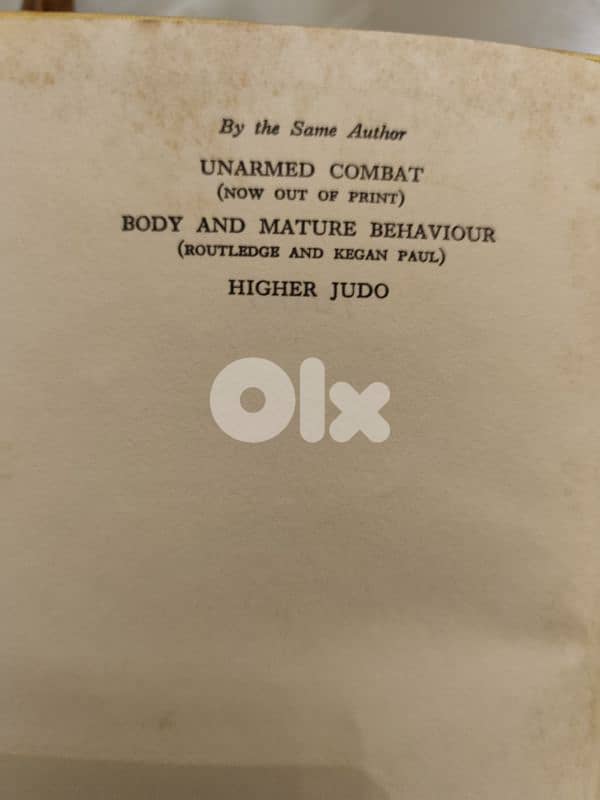 By the Same Author
UNARMED COMBAT
(NOW OUT OF PRINT)
BODY AND MATURE BEHAVIOUR
(ROUTLEDGE AND KEGAN PAUL)
HIGHER JUDO
Olx